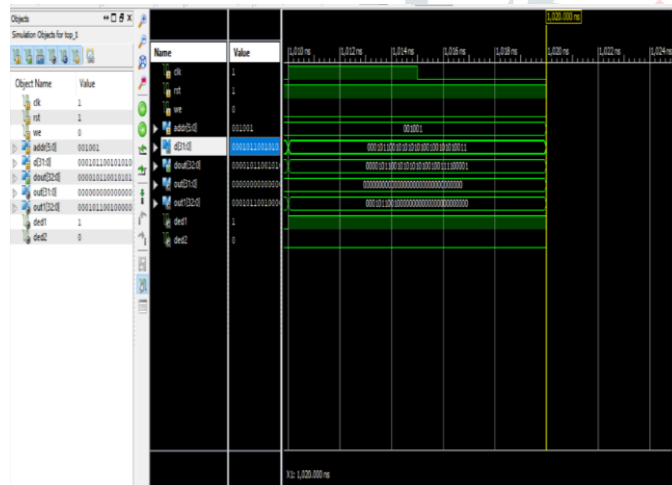 Objects
Simulation Objects for top_1
Object Name Value
clk 1
rst 1
we 0
addr[5:0] 001001
d[31:0] 000101100101010
dout[32:0] 000010110010101
out[31:0] 000000000000000
out1[32:0] 000101100100000
ded1 1
ded2 0
Name Value
clk 1
rst 1
we 0
addr[5:0] 001001
d[31:0]
dout[32:0]
out[31:0]
out1[32:0]
ded1 1
ded2 0
1,020.000 ns
1,010 ns 1,012 ns 1,014 ns 1,016 ns 1,018 ns 1,020 ns 1,022 ns 1,024 ns
001001
X1: 1,020.000 ns